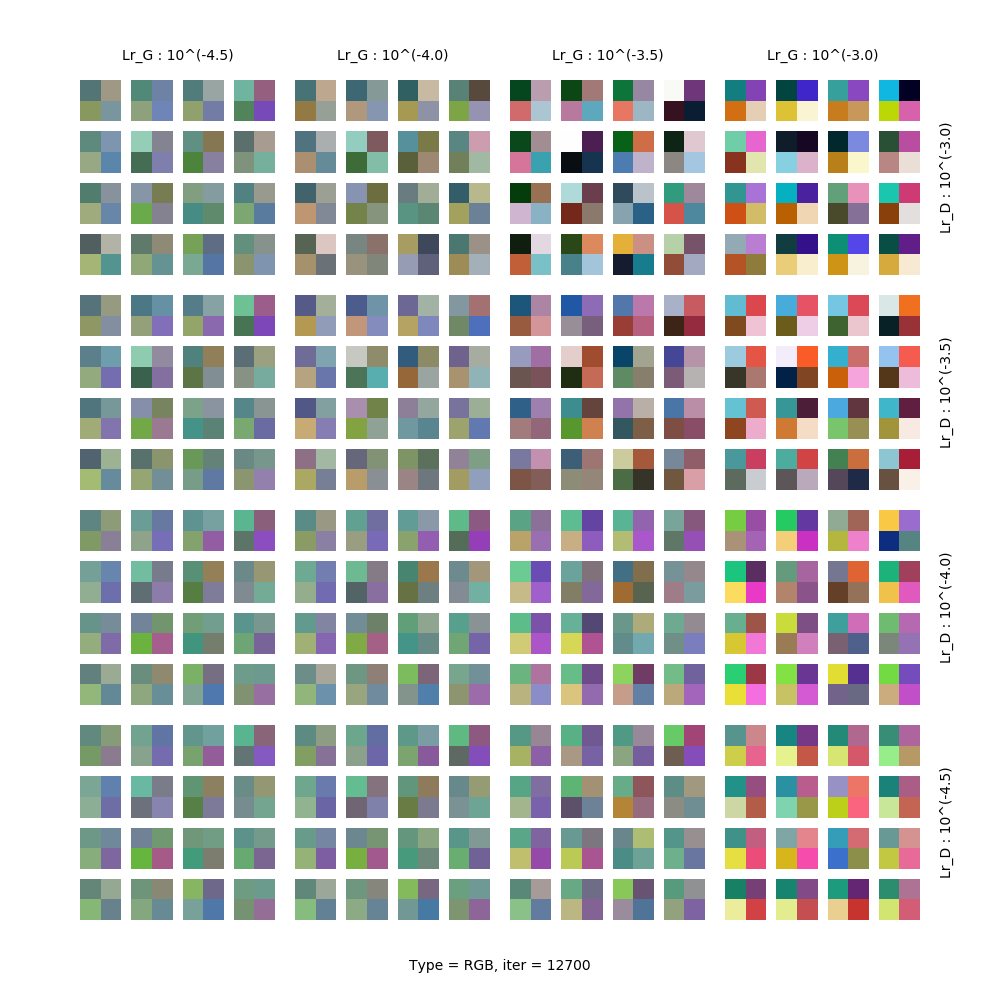 Lr_G : 10^(-4.5)
Lr_G : 10^(-4.0)
Lr_G : 10^(-3.5)
Lr_G : 10^(-3.0)
Lr_D : 10^(-3.0)
Lr_D : 10^(-3.5)
Lr_D : 10^(-4.0)
Lr_D : 10^(-4.5)
Type = RGB, iter = 12700